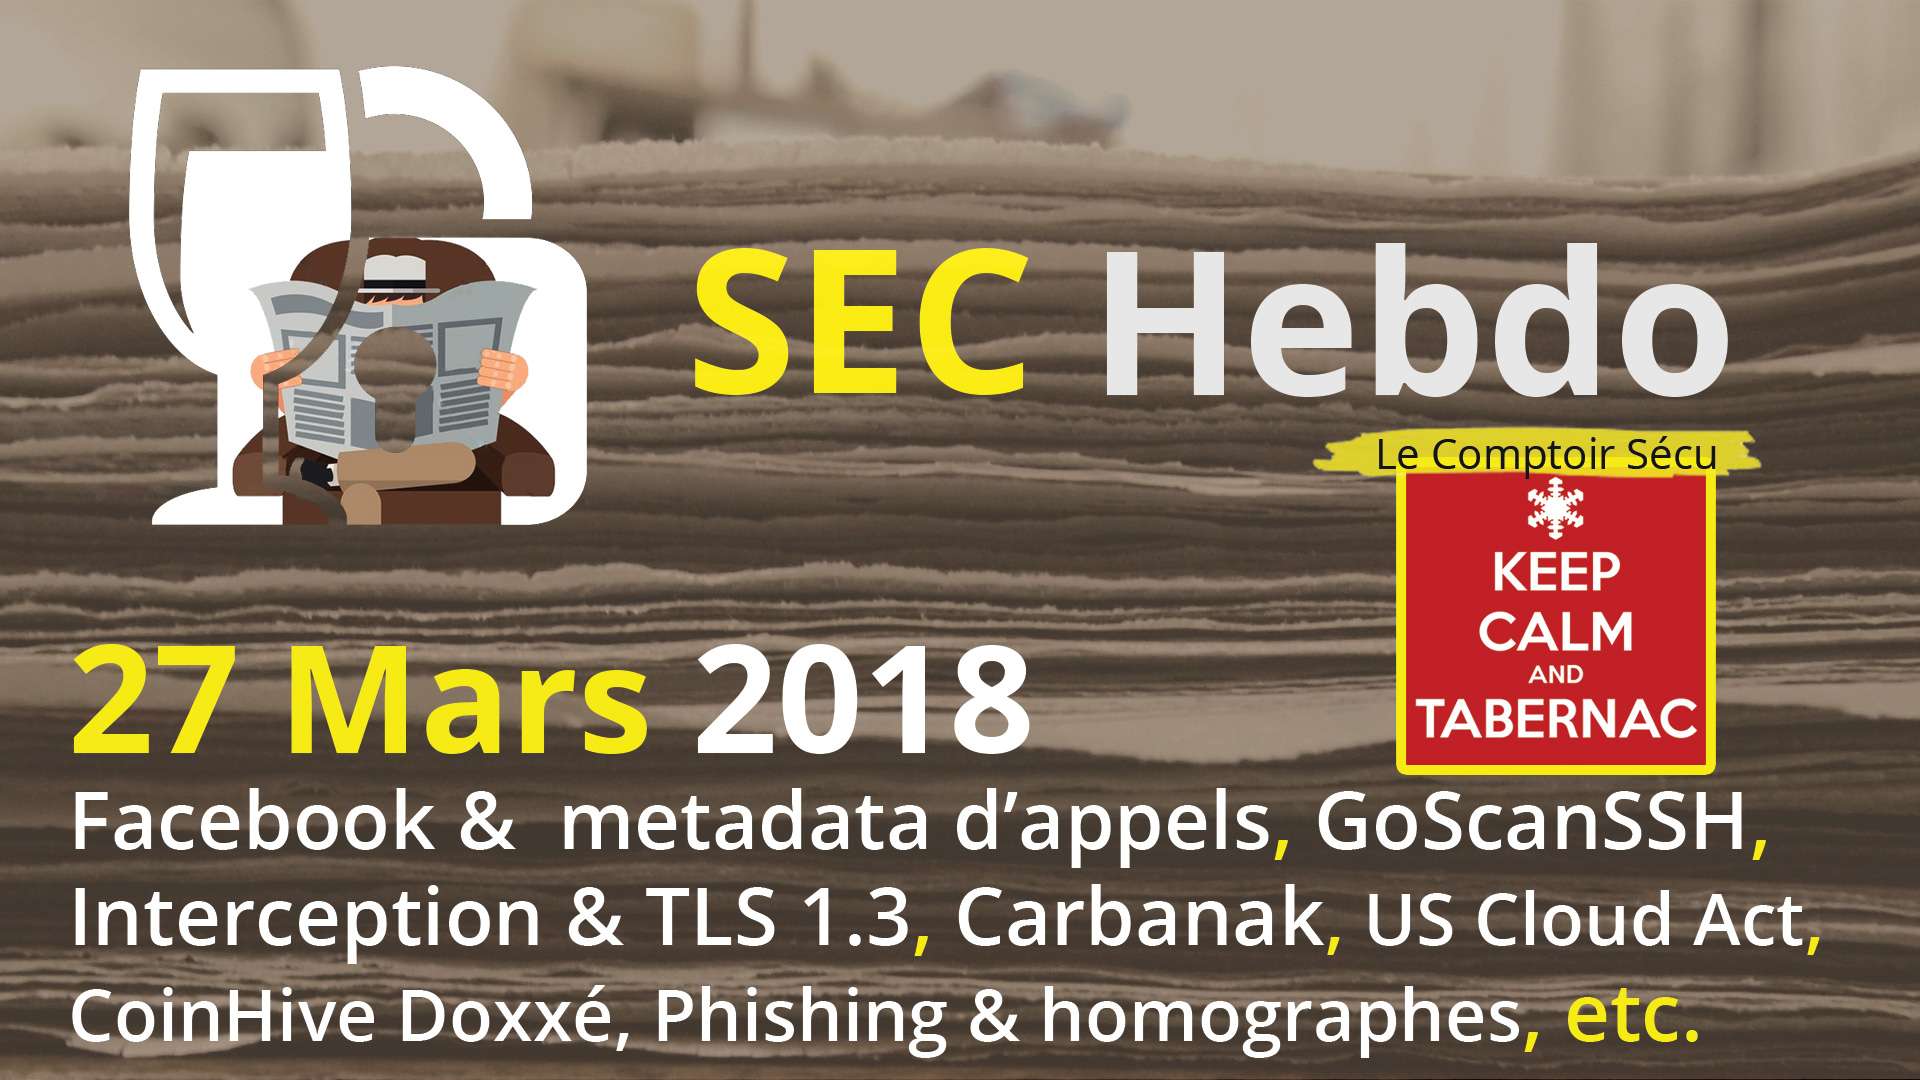 SEC Hebdo
Le Comptoir Sécu
KEEP
CALM
AND
TABERNAC
27 Mars 2018
Facebook & metadata d’appels, GoScanSSH,
Interception & TLS 1.3, Carbanak, US Cloud Act,
CoinHive Doxxé, Phishing & homographes, etc.